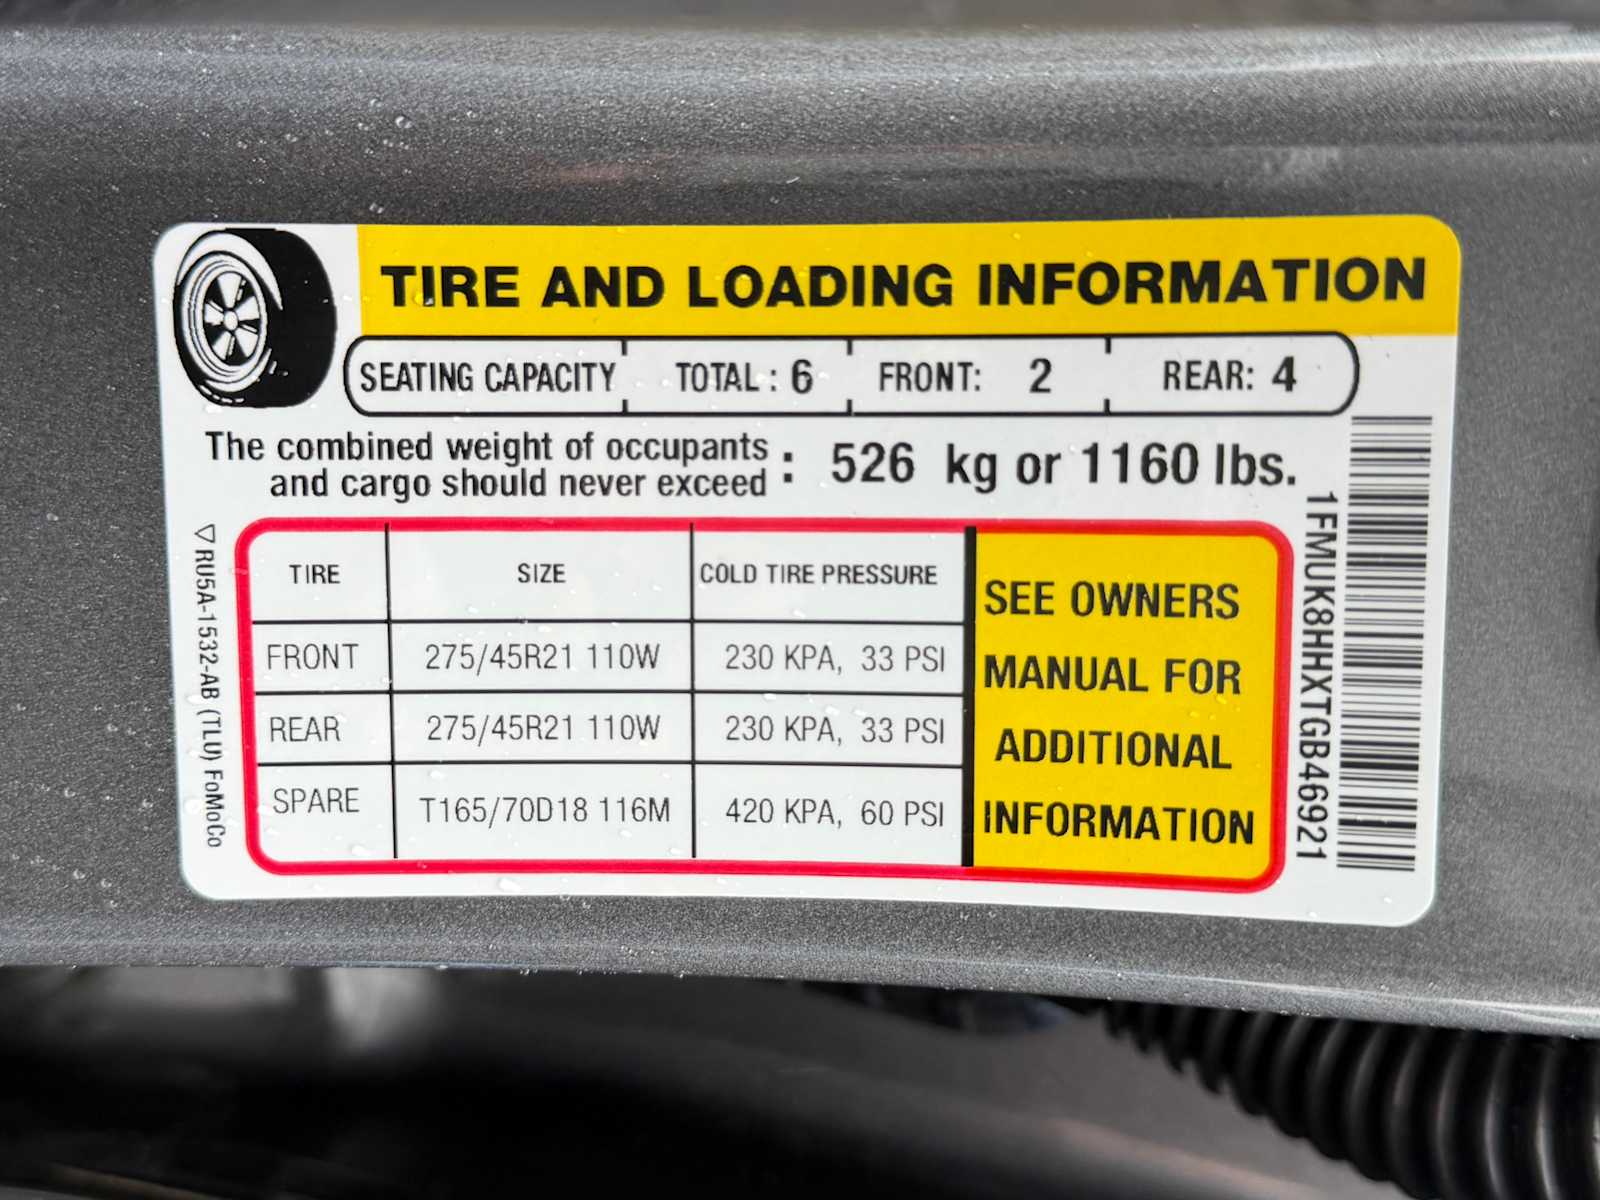 TIRE AND LOADING INFORMATION
SEATING CAPACITY TOTAL : 6 FRONT: 2 REAR: 4
The combined weight of occupants
and cargo should never exceed : 526 kg or 1160 lbs.
TIRE SIZE COLD TIRE PRESSURE
FRONT 275/45R21 110W 230 KPA, 33 PSI
REAR 275/45R21 110W 230 KPA, 33 PSI
SPARE T165/70D18 116M 420 KPA, 60 PSI
SEE OWNERS
MANUAL FOR
ADDITIONAL
INFORMATION
RU5A-1532-AB (TLU) FoMoCo
1FMUK8HHXTGB46921